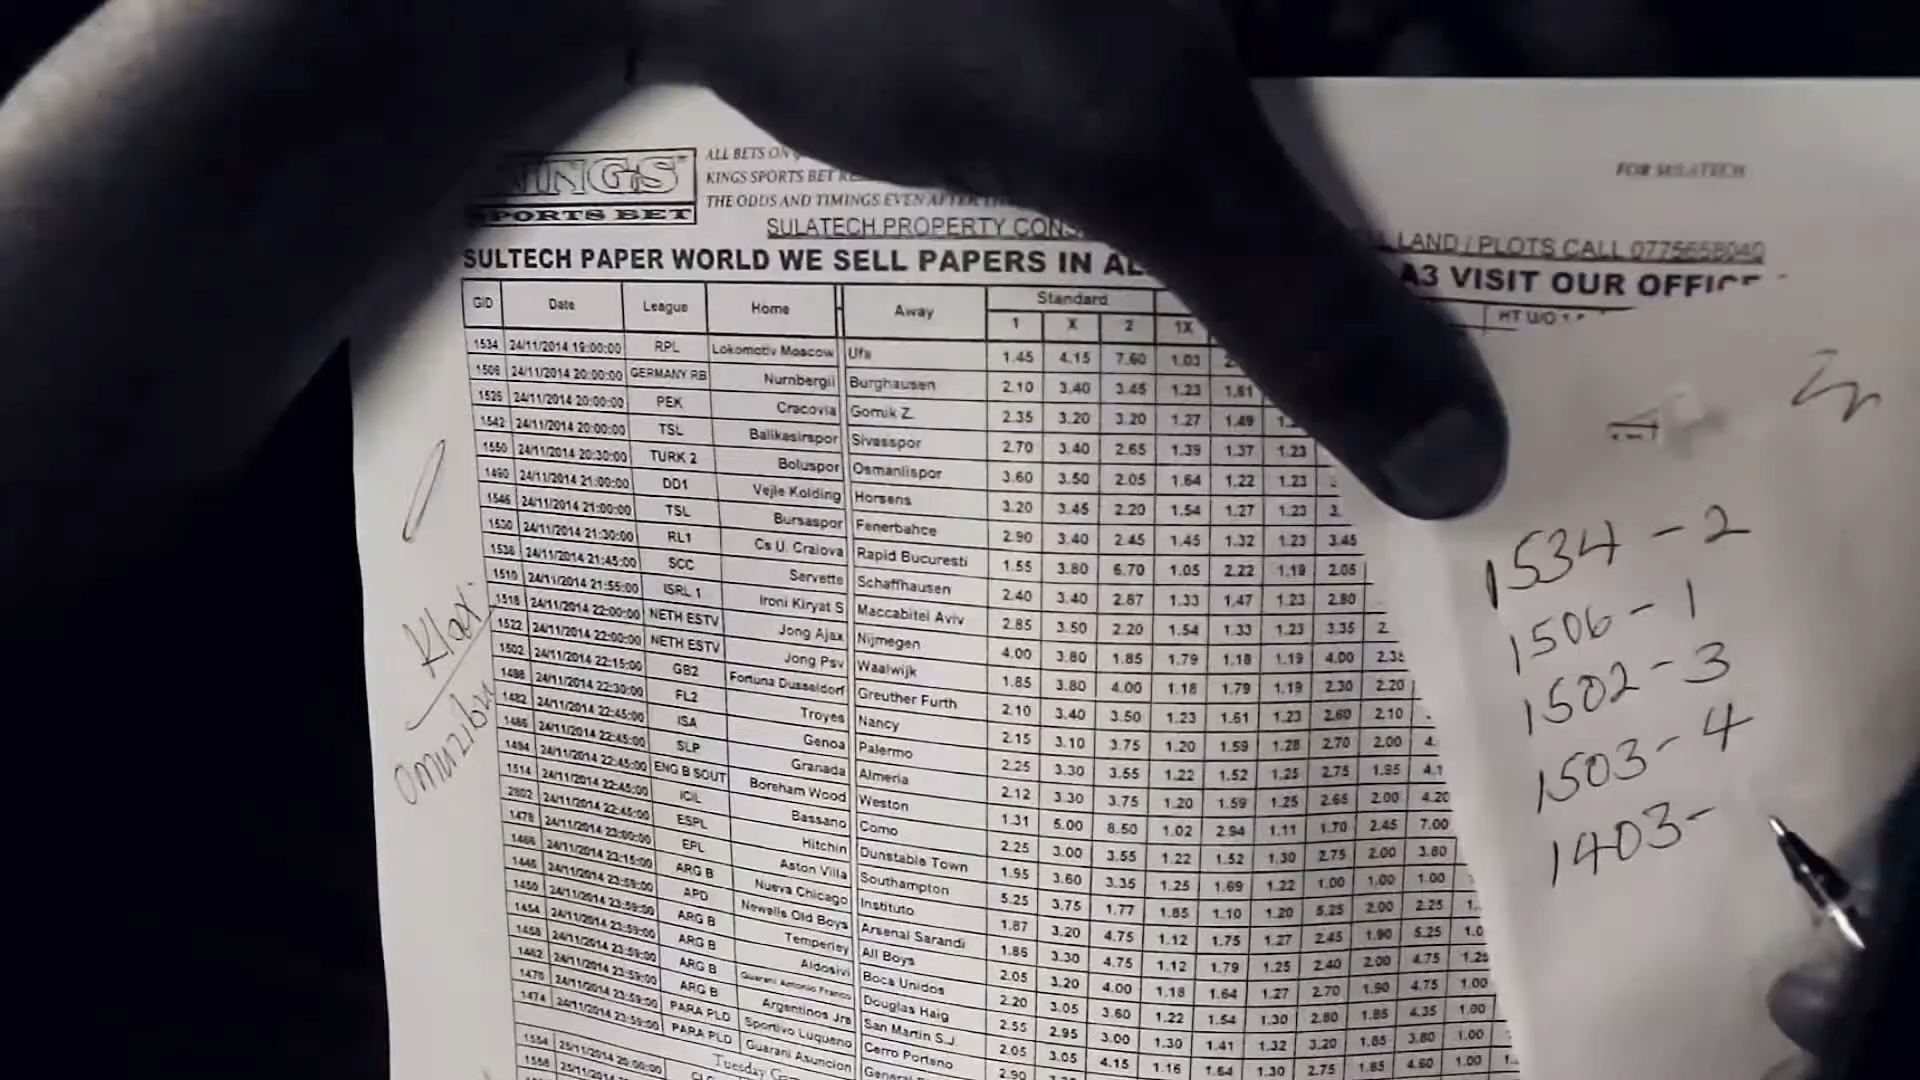 KINGS
SPORTS BET
ALL BETS ON
KINGS SPORTS BET
THE ODDS AND TIMINGS EVEN AFTER
FOR SULATECH
SULATECH PROPERTY CONS
LAND / PLOTS CALL 0775658040
SULTECH PAPER WORLD WE SELL PAPERS IN AL
A3 VISIT OUR OFFICE
GID Date League Home Away Standard
1 X 2 1X
1534 24/11/2014 19:00:00 RPL Lokomotiv Moscow Ufa 1.45 4.15 7.60 1.03
1506 24/11/2014 20:00:00 GERMANY RB Nurnbergii Burghausen 2.10 3.40 3.45 1.23 1.61
1526 24/11/2014 20:00:00 PEK Cracovia Gornik Z. 2.35 3.20 3.20 1.27 1.49
1542 24/11/2014 20:00:00 TSL Balikesirspor Sivasspor 2.70 3.40 2.65 1.39 1.37 1.23
1550 24/11/2014 20:30:00 TURK 2 Boluspor Osmanlispor 3.60 3.50 2.05 1.64 1.22 1.23
1490 24/11/2014 21:00:00 DD1 Vejle Kolding Horsens 3.20 3.45 2.20 1.54 1.27 1.23
1546 24/11/2014 21:00:00 TSL Bursaspor Fenerbahce 2.90 3.40 2.45 1.45 1.32 1.23 3.45
1530 24/11/2014 21:30:00 RL1 Cs U. Craiova Rapid Bucuresti 1.55 3.80 6.70 1.05 2.22 1.19 2.05
1538 24/11/2014 21:45:00 SCC Servette Schaffhausen 2.40 3.40 2.87 1.33 1.47 1.23 2.80
1510 24/11/2014 21:55:00 ISRL 1 Ironi Kiryat S Maccabitel Aviv 2.85 3.50 2.20 1.54 1.33 1.23 3.35
1518 24/11/2014 22:00:00 NETH ESTV Jong Ajax Nijmegen 4.00 3.80 1.85 1.79 1.18 1.19 4.00
1522 24/11/2014 22:00:00 NETH ESTV Jong Psv Waalwijk 1.85 3.80 4.00 1.18 1.79 1.19 2.30 2.20
1502 24/11/2014 22:15:00 GB2 Fortuna Dusseldorf Greuther Furth 2.10 3.40 3.50 1.23 1.61 1.23 2.60 2.10
1498 24/11/2014 22:30:00 FL2 Troyes Nancy 2.15 3.10 3.75 1.20 1.59 1.28 2.70 2.00
1482 24/11/2014 22:45:00 ISA Genoa Palermo 2.25 3.30 3.55 1.22 1.52 1.25 2.75 1.95
1486 24/11/2014 22:45:00 SLP Granada Almeria 2.12 3.30 3.75 1.20 1.59 1.25 2.65 2.00 4.20
1494 24/11/2014 22:45:00 ENG B SOUT Boreham Wood Weston 1.31 5.00 8.50 1.02 2.94 1.11 1.70 2.45 7.00
1514 24/11/2014 22:45:00 ICIL Bassano Como 2.25 3.00 3.55 1.22 1.52 1.30 2.75 2.00 3.80
2802 24/11/2014 22:45:00 ESPL Hitchin Dunstable Town 1.95 3.60 3.35 1.25 1.69 1.22 1.00 1.00 1.00
1478 24/11/2014 23:00:00 EPL Aston Villa Southampton 5.25 3.75 1.77 1.85 1.10 1.20 5.25 2.00 2.25
1466 24/11/2014 23:15:00 ARG B Nueva Chicago Instituto 1.87 3.20 4.75 1.12 1.75 1.27 2.45 1.90 5.25
1446 24/11/2014 23:59:00 APD Newells Old Boys Arsenal Sarandi 1.86 3.30 4.75 1.12 1.79 1.25 2.40 2.00 4.75 1.25
1450 24/11/2014 23:59:00 ARG B Temperley All Boys 2.05 3.20 4.00 1.18 1.64 1.27 2.70 1.90 4.75 1.00
1454 24/11/2014 23:59:00 ARG B Aldosivi Boca Unidos 2.20 3.05 3.60 1.22 1.54 1.30 2.80 1.85 4.35 1.00
1458 24/11/2014 23:59:00 ARG B Guarani Antonio Franco Douglas Haig 2.55 2.95 3.00 1.30 1.41 1.32 3.20 1.85 3.80 1.00
1462 24/11/2014 23:59:00 ARG B Argentinos Jrs San Martin S.J. 2.05 3.05 4.15 1.16 1.64 1.30 2.75 1.85 4.60 1.00
1470 24/11/2014 23:59:00 PARA PLD Sportivo Luqueno Cerro Porteno 2.90
1474 24/11/2014 23:59:00 PARA PLD Guarani Asuncion General
Tuesday
1554 25/11/2014 20:00:00
1558
Klax
Omuzibu
1534 - 2
1506 - 1
1502 - 3
1503 - 4
1403 -